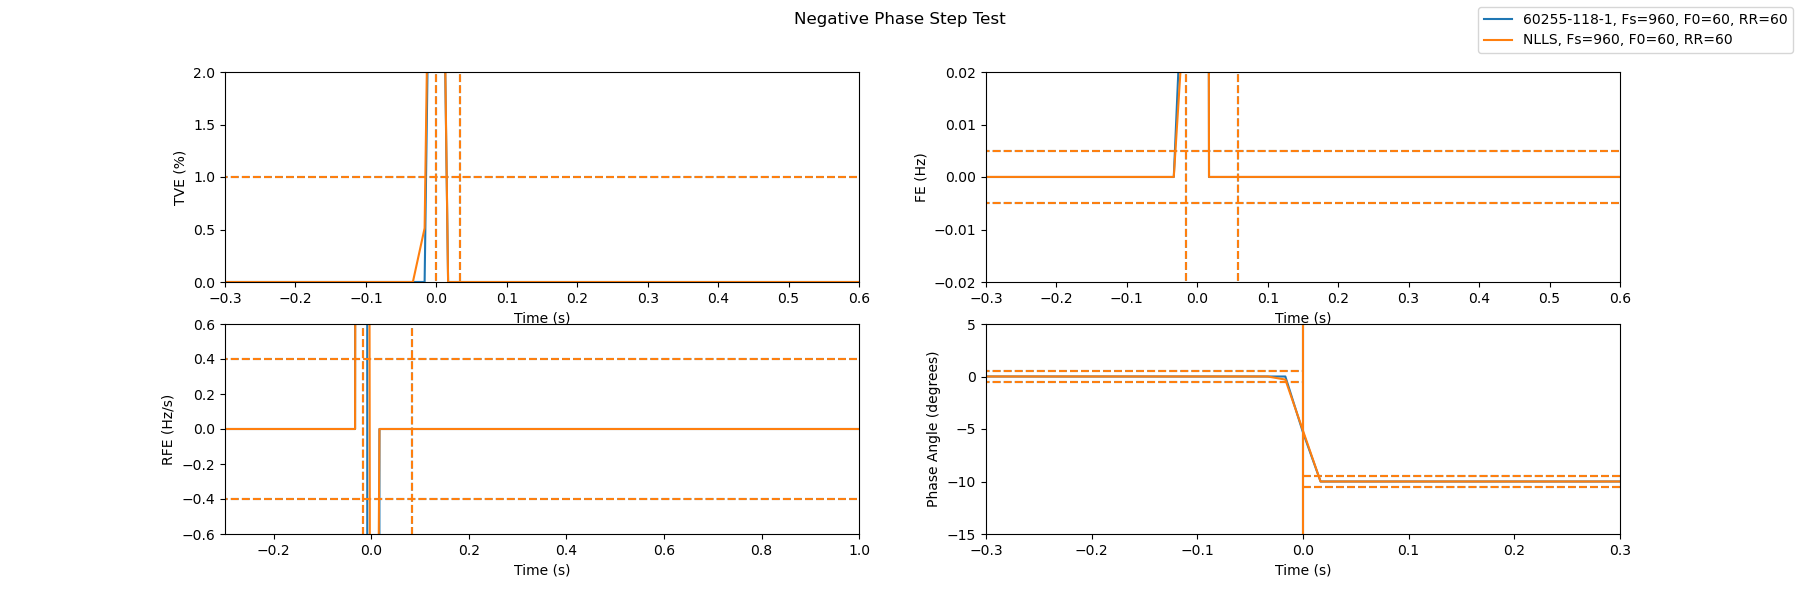 Negative Phase Step Test
60255-118-1, Fs=960, F0=60, RR=60
NLLS, Fs=960, F0=60, RR=60
2.0
1.5
1.0
0.5
0.0
TVE (%)
−0.3 −0.2 −0.1 0.0 0.1 0.2 0.3 0.4 0.5 0.6
Time (s)
0.02
0.01
0.00
−0.01
−0.02
FE (Hz)
−0.3 −0.2 −0.1 0.0 0.1 0.2 0.3 0.4 0.5 0.6
Time (s)
0.6
0.4
0.2
0.0
−0.2
−0.4
−0.6
RFE (Hz/s)
−0.2 0.0 0.2 0.4 0.6 0.8 1.0
Time (s)
5
0
−5
−10
−15
Phase Angle (degrees)
−0.3 −0.2 −0.1 0.0 0.1 0.2 0.3
Time (s)